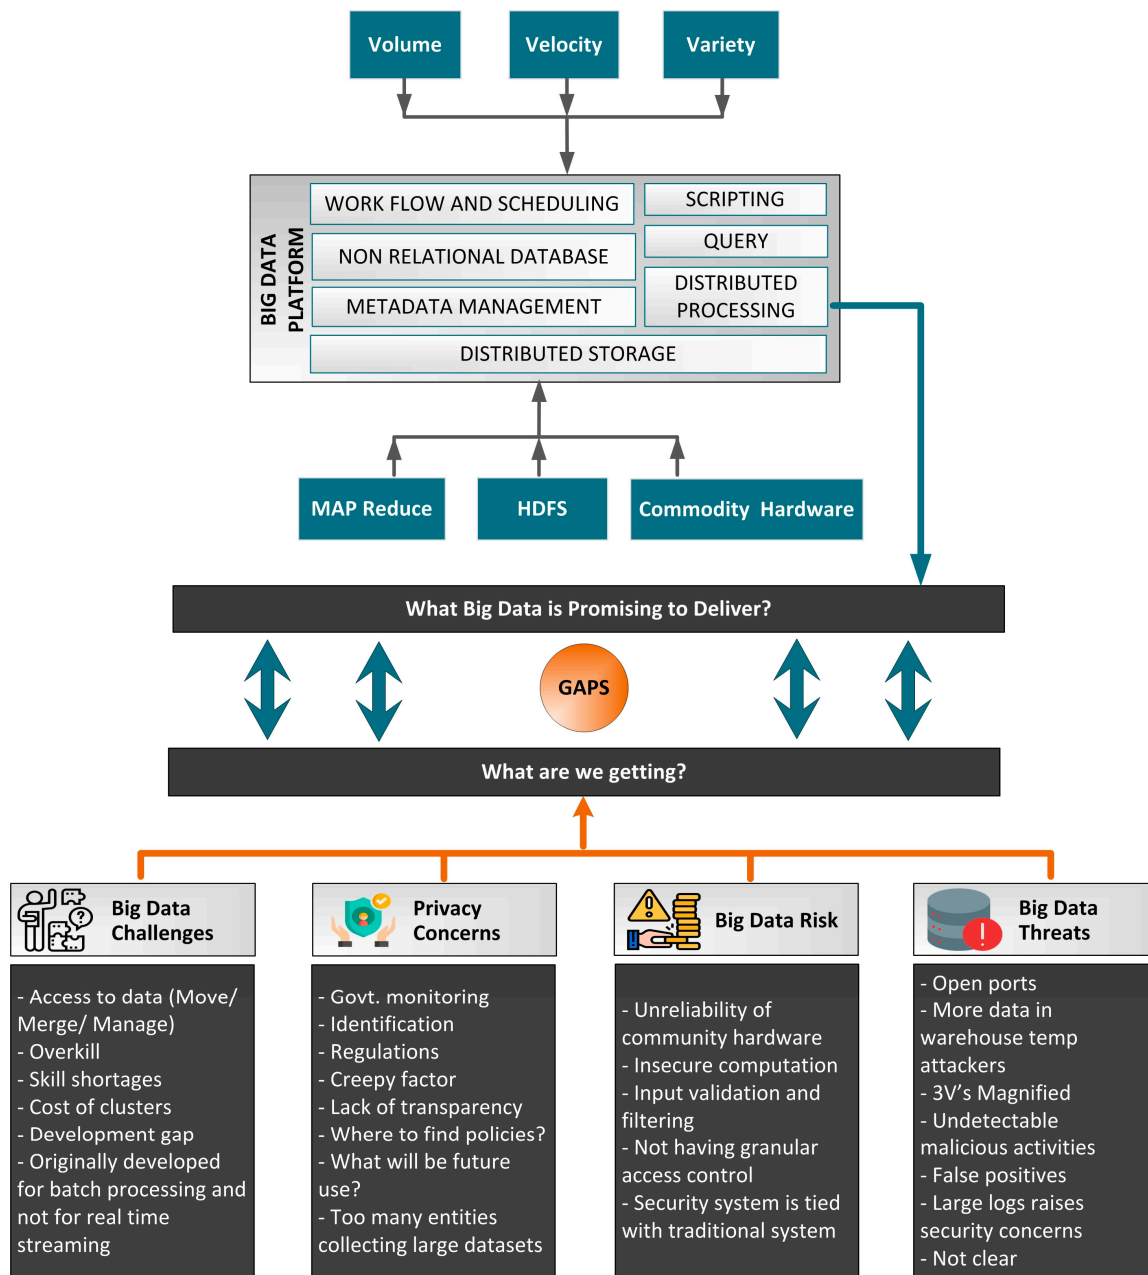 Volume
Velocity
Variety
BIG DATA
PLATFORM
WORK FLOW AND SCHEDULING
NON RELATIONAL DATABASE
METADATA MANAGEMENT
SCRIPTING
QUERY
DISTRIBUTED
PROCESSING
DISTRIBUTED STORAGE
MAP Reduce
HDFS
Commodity Hardware
What Big Data is Promising to Deliver?
GAPS
What are we getting?
Big Data
Challenges
- Access to data (Move/
Merge/ Manage)
- Overkill
- Skill shortages
- Cost of clusters
- Development gap
- Originally developed
for batch processing and
not for real time
streaming
Privacy
Concerns
- Govt. monitoring
- Identification
- Regulations
- Creepy factor
- Lack of transparency
- Where to find policies?
- What will be future
use?
- Too many entities
collecting large datasets
Big Data Risk
- Unreliability of
community hardware
- Insecure computation
- Input validation and
filtering
- Not having granular
access control
- Security system is tied
with traditional system
Big Data
Threats
- Open ports
- More data in
warehouse temp
attackers
- 3V's Magnified
- Undetectable
malicious activities
- False positives
- Large logs raises
security concerns
- Not clear